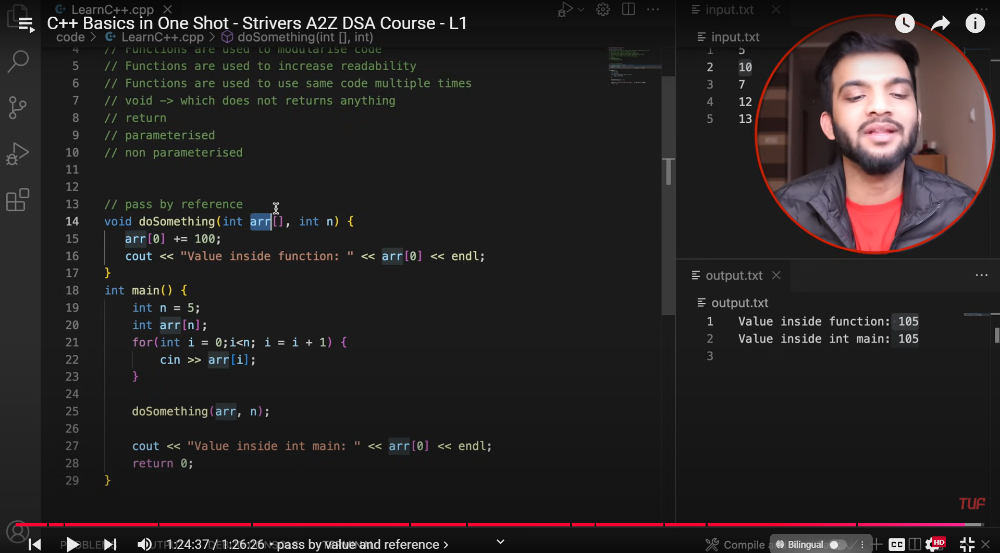 LearnC++.cpp
C++ Basics in One Shot - Strivers A2Z DSA Course - L1
code > LearnC++.cpp > doSomething(int [], int)
4 // Functions are used to modularise code
5 // Functions are used to increase readability
6 // Functions are used to use same code multiple times
7 // void -> which does not returns anything
8 // return
9 // parameterised
10 // non parameterised
11
12
13 // pass by reference
14 void doSomething(int arr[], int n) {
15 arr[0] += 100;
16 cout << "Value inside function: " << arr[0] << endl;
17 }
18 int main() {
19 int n = 5;
20 int arr[n];
21 for(int i = 0;i<n; i = i + 1) {
22 cin >> arr[i];
23 }
24
25 doSomething(arr, n);
26
27 cout << "Value inside int main: " << arr[0] << endl;
28 return 0;
29 }
input.txt
input.txt
1 5
2 10
3 7
4 12
5 13
output.txt
output.txt
1 Value inside function: 105
2 Value inside int main: 105
3
TUF
PROBLEMS OUTPUT DEBUG CONSOLE TERMINAL
1:24:37 / 1:26:26 • pass by value and reference >
Compile and
Bilingual
CC
HD